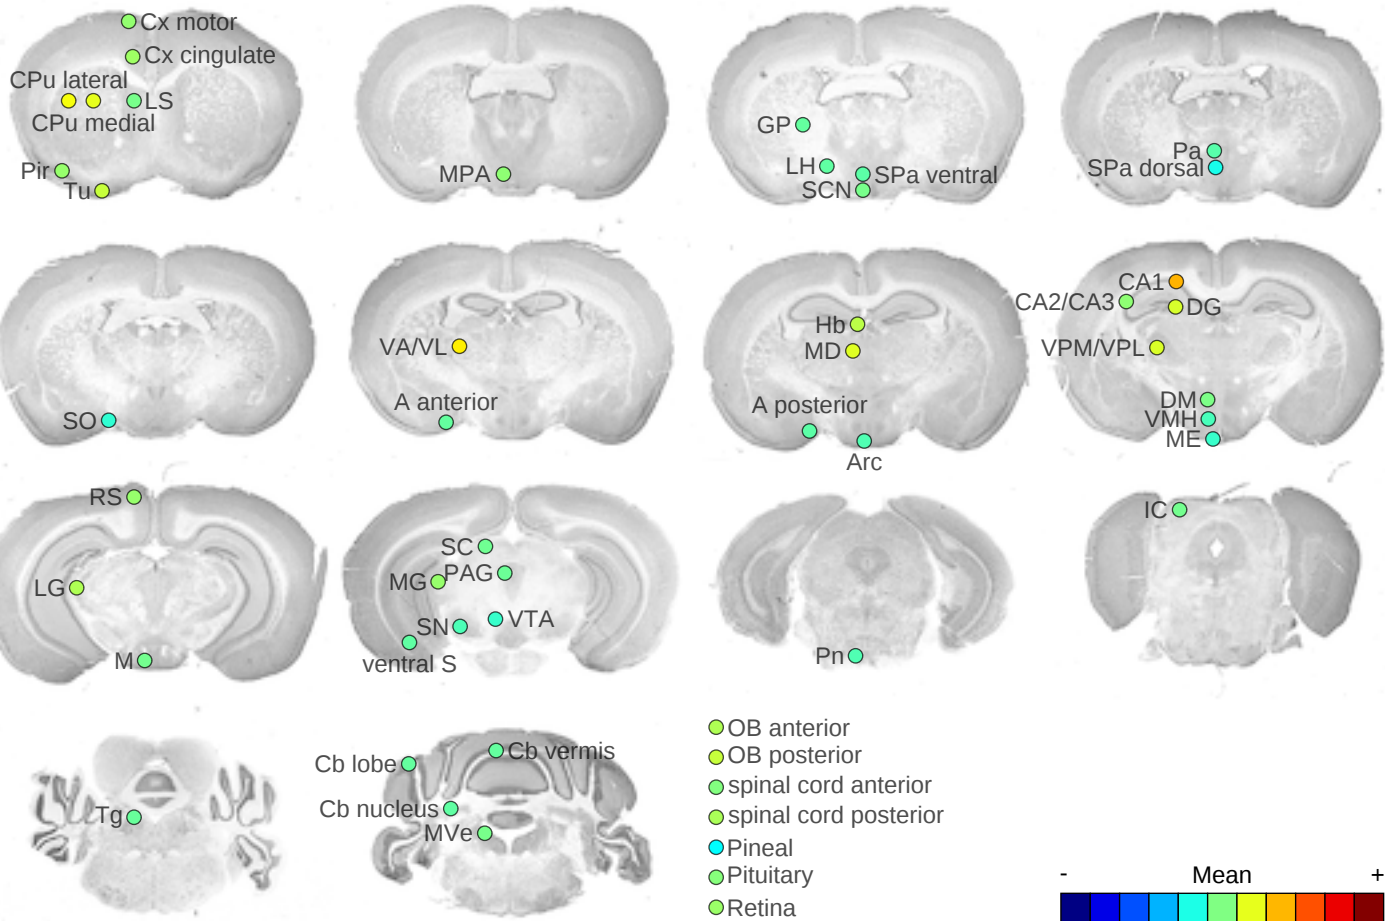 Cx motor
Cx cingulate
CPu lateral
LS
CPu medial
Pir
Tu
MPA
GP
LH
SPa ventral
SCN
Pa
SPa dorsal
SO
VA/VL
A anterior
Hb
MD
A posterior
Arc
CA1
CA2/CA3
DG
VPM/VPL
DM
VMH
ME
RS
LG
M
SC
PAG
MG
VTA
SN
ventral S
Pn
IC
Tg
Cb vermis
Cb lobe
Cb nucleus
MVe
OB anterior
OB posterior
spinal cord anterior
spinal cord posterior
Pineal
Pituitary
Retina
- Mean +